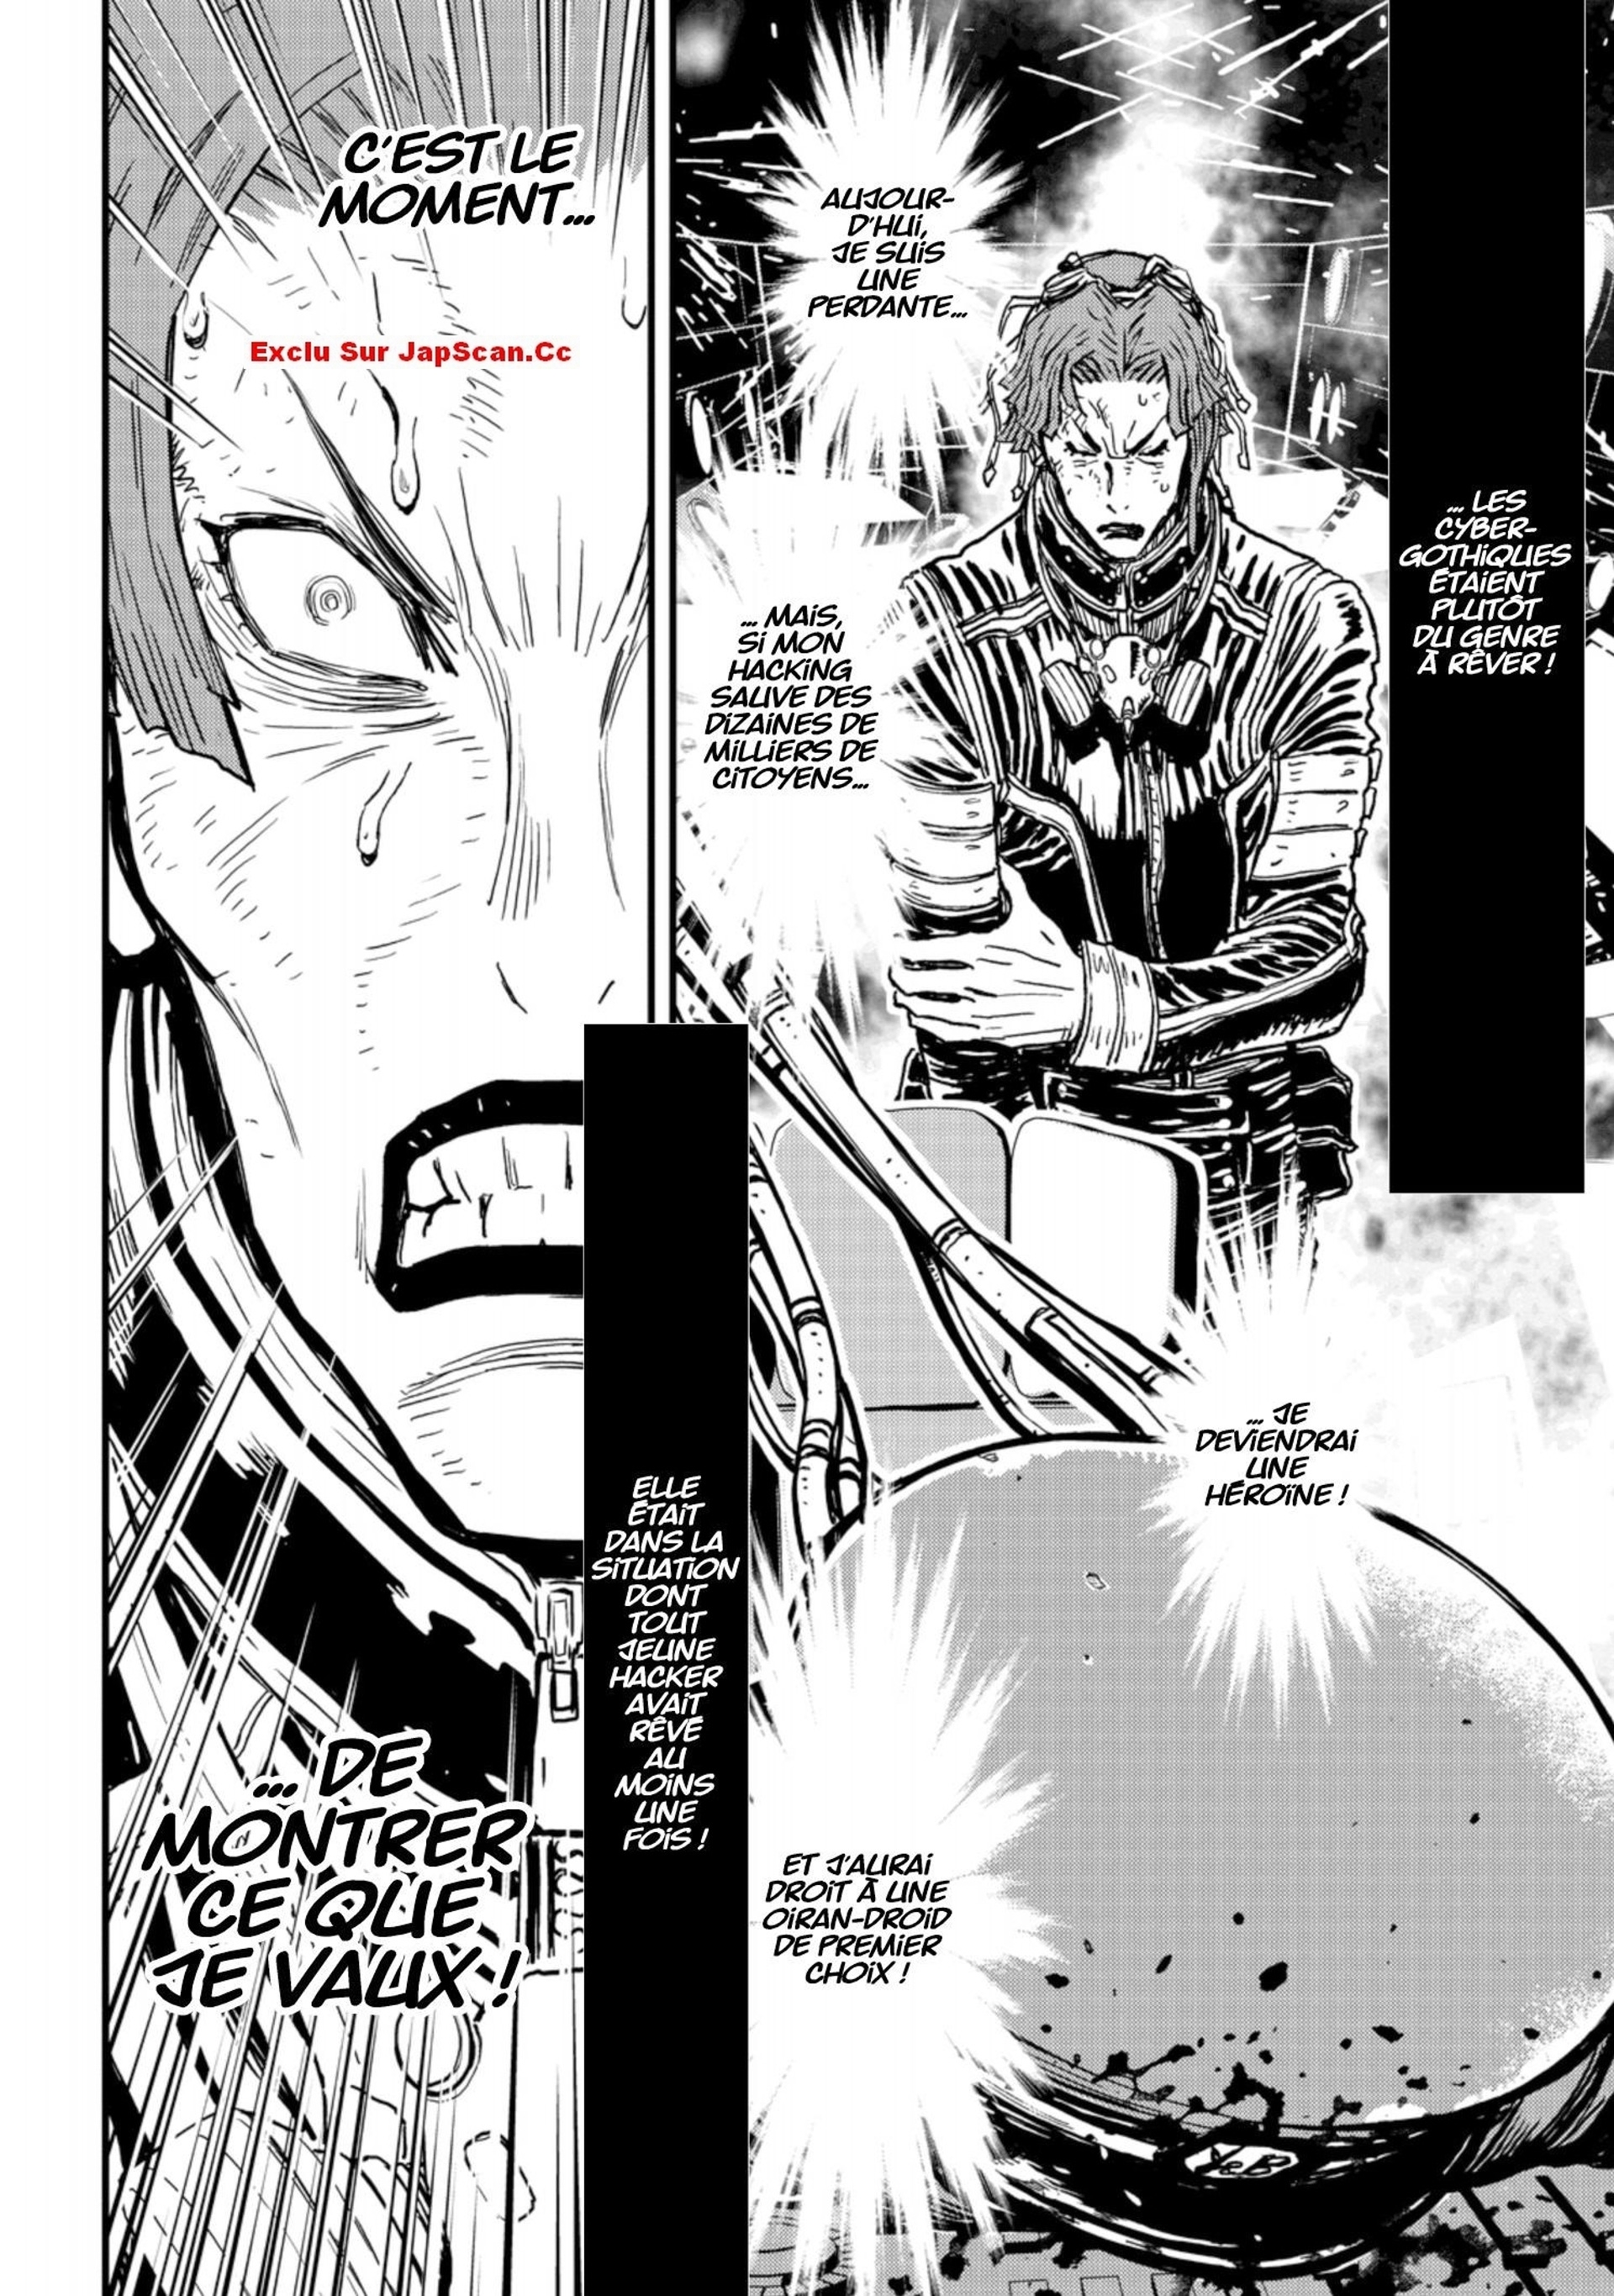 ... LES
CYBER-
GOTHIQUES
ÉTAIENT
PLUTÔT
DU GENRE
À RÊVER !
AUJOUR-
D'HUI,
JE SUIS
UNE
PERDANTE...
... MAIS,
SI MON
HACKING
SAUVE DES
DIZAINES DE
MILLIERS DE
CITOYENS...
... JE
DEVIENDRAI
UNE
HÉROÏNE !
ET J'AURAI
DROIT À UNE
OIRAN-DROID
DE PREMIER
CHOIX !
ELLE
ÉTAIT
DANS LA
SITUATION
DONT
TOUT
JEUNE
HACKER
AVAIT
RÊVÉ
AU
MOINS
UNE
FOIS !
C'EST LE
MOMENT...
Exclu Sur JapScan.Cc
... DE
MONTRER
CE QUE
JE VAUX !